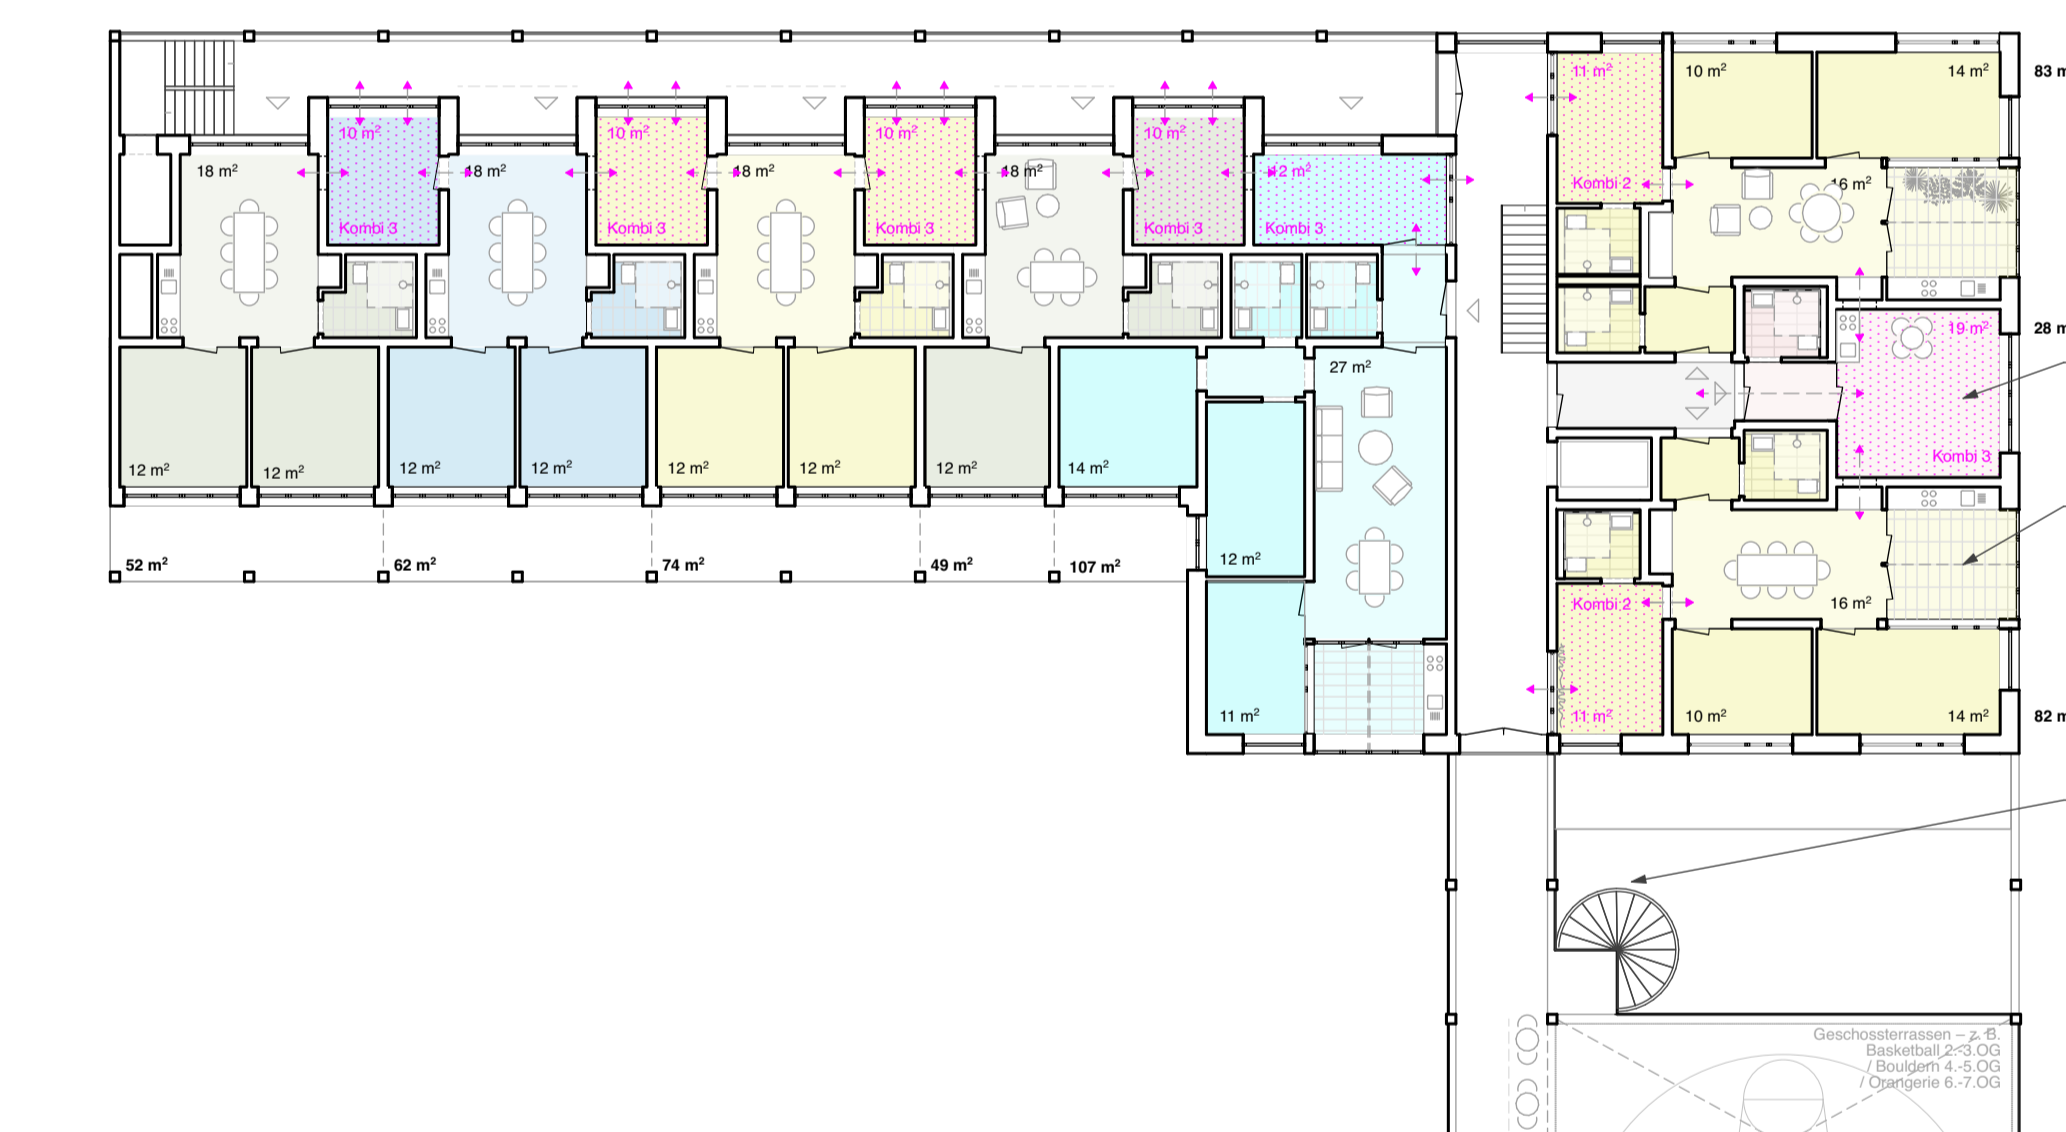 11 m²
10 m²
14 m²
83 m
10 m²
10 m²
10 m²
10 m²
18 m²
18 m²
18 m²
18 m²
12 m²
Kombi 2
16 m²
Kombi 3
Kombi 3
Kombi 3
Kombi 3
Kombi 3
19 m²
28 m
27 m²
Kombi 3
12 m²
12 m²
12 m²
12 m²
12 m²
12 m²
12 m²
14 m²
52 m²
62 m²
74 m²
49 m²
107 m²
12 m²
Kombi 2
16 m²
11 m²
11 m²
10 m²
14 m²
82 m
Geschossterrassen – z. B.
Basketball 2.-3.OG
/ Bouldern 4.-5.OG
/ Orangerie 6.-7.OG